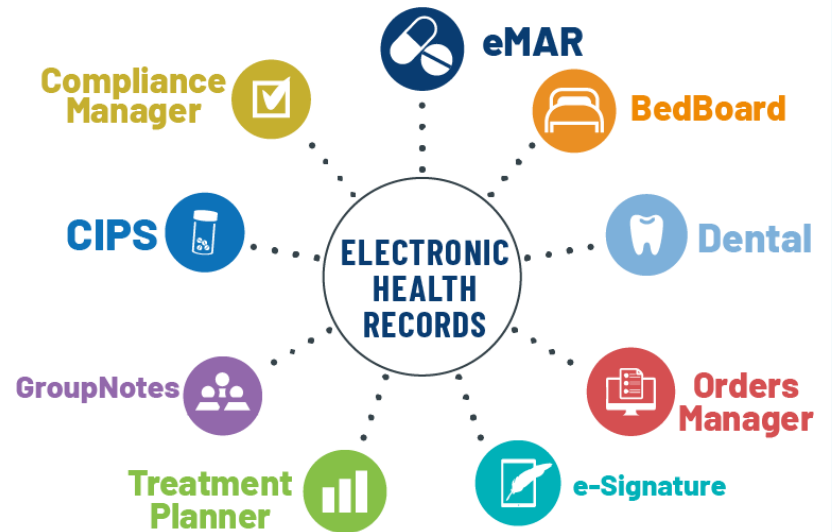 eMAR
Compliance
Manager
BedBoard
CIPS
Dental
ELECTRONIC
HEALTH
RECORDS
GroupNotes
Orders
Manager
Treatment
Planner
e-Signature